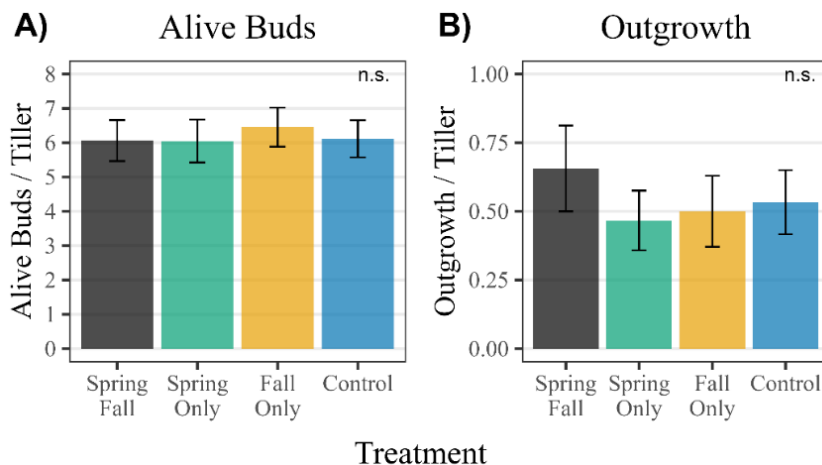 A) Alive Buds
n.s.
Alive Buds / Tiller
8
7
6
5
4
3
2
1
0
Spring Fall
Spring Only
Fall Only
Control
B) Outgrowth
n.s.
Outgrowth / Tiller
1.00
0.75
0.50
0.25
0.00
Spring Fall
Spring Only
Fall Only
Control
Treatment